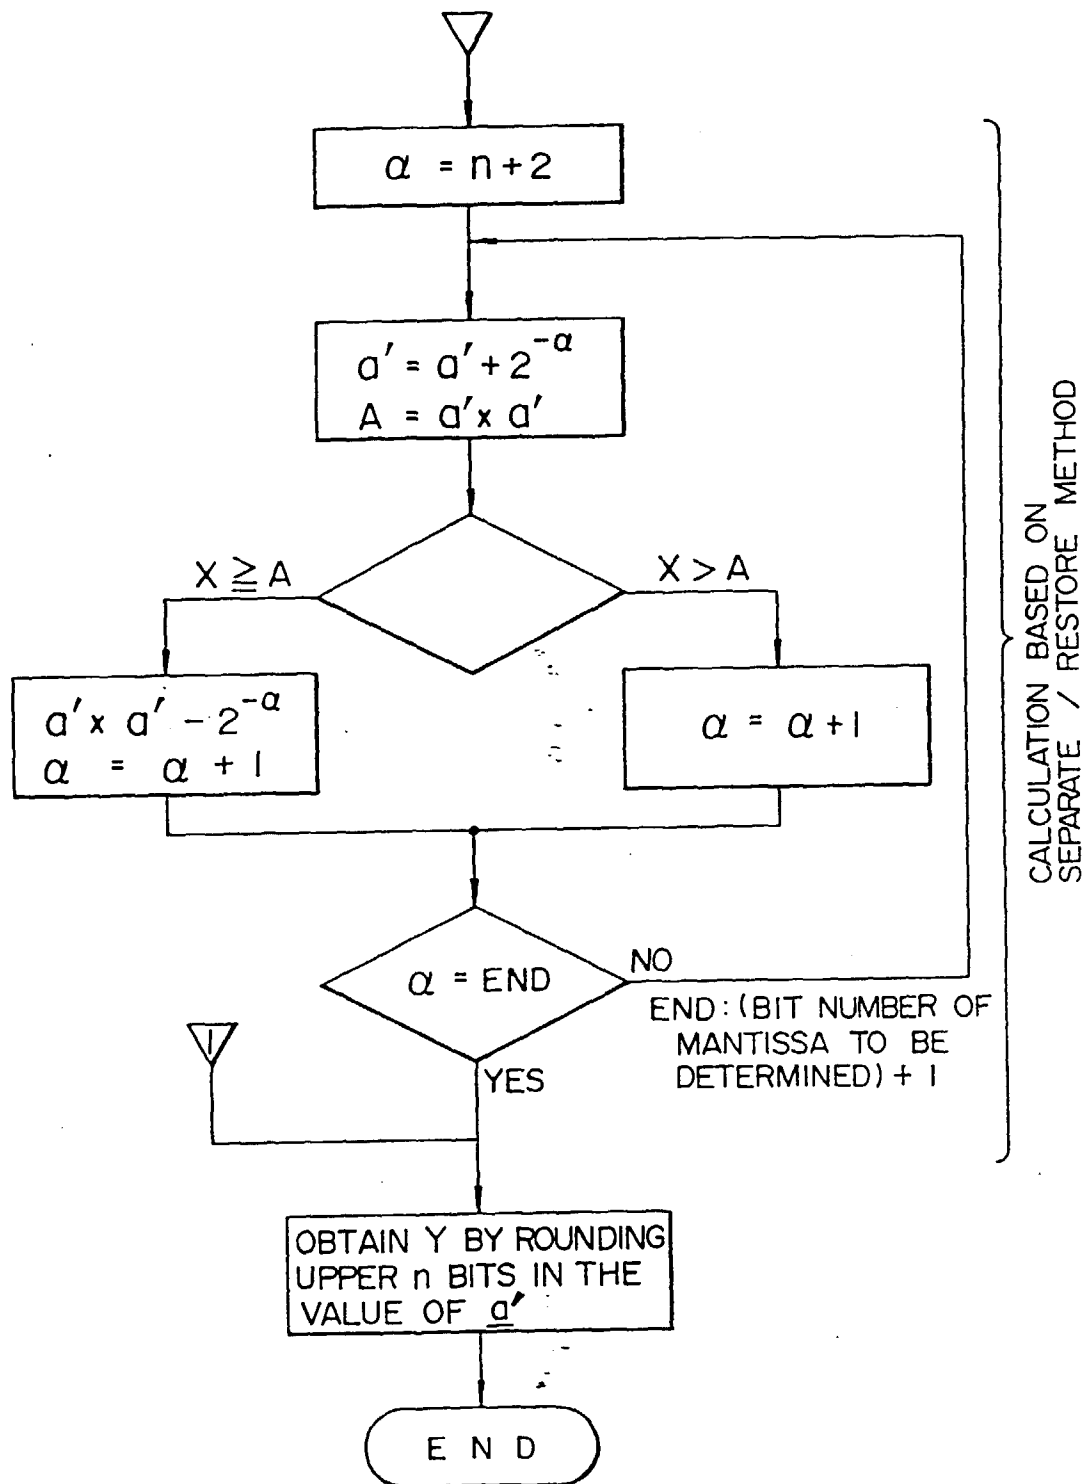 α = n+2
a' = a' + 2^-α
A = a' x a'
X ≧ A
X > A
a' x a' - 2^-α
α = α + 1
α = α + 1
α = END
NO
END: (BIT NUMBER OF
MANTISSA TO BE
DETERMINED) + 1
1
YES
OBTAIN Y BY ROUNDING
UPPER n BITS IN THE
VALUE OF a'
END
CALCULATION BASED ON
SEPARATE / RESTORE METHOD